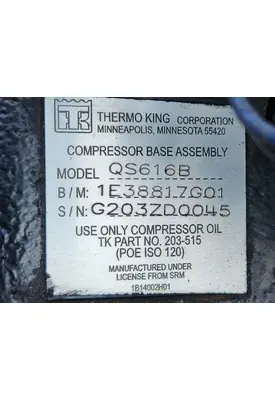 THERMO KING CORPORATION
MINNEAPOLIS, MINNESOTA 55420
COMPRESSOR BASE ASSEMBLY
MODEL QS616B
B/M: 1E38817G01
S/N: G203ZD0045
USE ONLY COMPRESSOR OIL
TK PART NO. 203-515
(POE ISO 120)
MANUFACTURED UNDER
LICENSE FROM SRM
1B14002H01